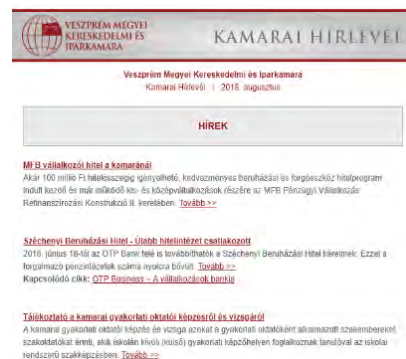 VESZPRÉM MEGYEI
KERESKEDELMI ÉS
IPARKAMARA
KAMARAI HÍRLEVÉL
Veszprém Megyei Kereskedelmi és Iparkamara
Kamarai Hírlevél | 2018. augusztus
HÍREK
MFB vállalkozói hitel a kamaránál
Akár 100 millió Ft hitelösszegig igényelhető, kedvezményes beruházási és forgóeszköz hitelprogram
indult kezdő és már működő kis- és középvállalkozások részére az MFB Pénzügyi Vállalkozás
Refinanszírozási Konstrukció II. keretében. Tovább >>
Széchenyi Beruházási Hitel - Újabb hitelintézet csatlakozott
2018. június 18-tól az OTP Bank felé is továbbíthatók a Széchenyi Beruházási Hitel kérelmek. Ezzel a
forgalmazó pénzintézetek száma nyolcra bővült. Tovább >>
Kapcsolódó cikk: OTP Business – A vállalkozások bankja
Tájékoztató a kamarai gyakorlati oktatói képzésről és vizsgáról
A kamarai gyakorlati oktatói képzés és vizsga azokat a gyakorlati oktatóként alkalmazott szakembereket,
szakoktatókat érinti, akik iskolán kívüli (külső) gyakorlati képzőhelyen foglalkoznak tanulóval az iskolai
rendszerű szakképzésben. Tovább >>